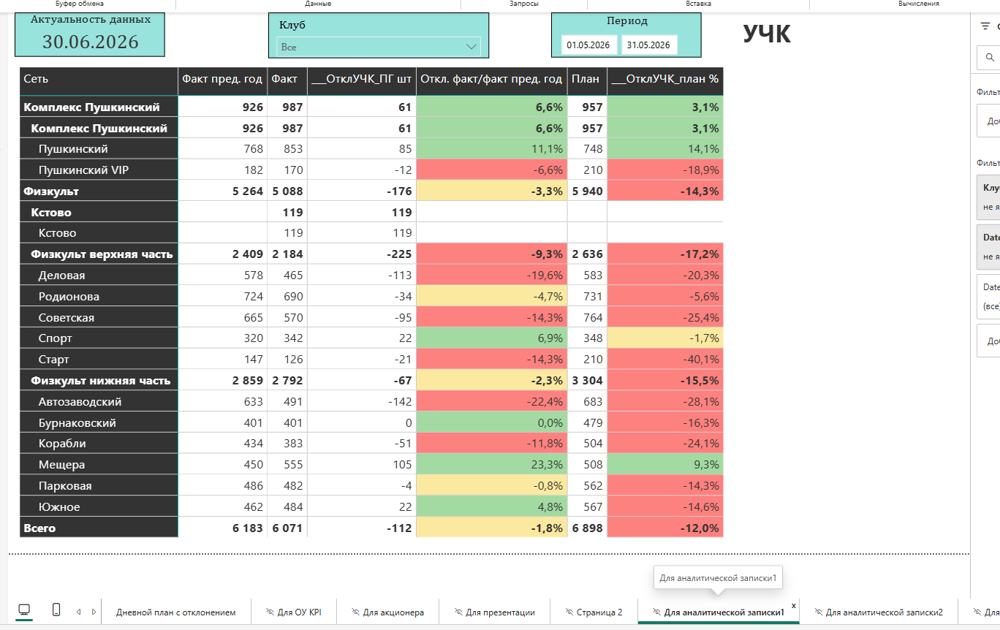 Буфер обмена Данные Запросы Вставка Вычисления
Актуальность данных
30.06.2026
Клуб
Все
Период
01.05.2026 31.05.2026
УЧК
Сеть Факт пред. год Факт ___ОтклУЧК_ПГ шт Откл. факт/факт пред. год План ___ОтклУЧК_план %
Комплекс Пушкинский 926 987 61 6,6% 957 3,1%
Комплекс Пушкинский 926 987 61 6,6% 957 3,1%
Пушкинский 768 853 85 11,1% 748 14,1%
Пушкинский VIP 182 170 -12 -6,6% 210 -18,9%
Физкульт 5 264 5 088 -176 -3,3% 5 940 -14,3%
Кстово 119 119
Кстово 119 119
Физкульт верхняя часть 2 409 2 184 -225 -9,3% 2 636 -17,2%
Деловая 578 465 -113 -19,6% 583 -20,3%
Родионова 724 690 -34 -4,7% 731 -5,6%
Советская 665 570 -95 -14,3% 764 -25,4%
Спорт 320 342 22 6,9% 348 -1,7%
Старт 147 126 -21 -14,3% 210 -40,1%
Физкульт нижняя часть 2 859 2 792 -67 -2,3% 3 304 -15,5%
Автозаводский 633 491 -142 -22,4% 683 -28,1%
Бурнаковский 401 401 0 0,0% 479 -16,3%
Корабли 434 383 -51 -11,8% 504 -24,1%
Мещера 450 555 105 23,3% 508 9,3%
Парковая 486 482 -4 -0,8% 562 -14,3%
Южное 462 484 22 4,8% 567 -14,6%
Всего 6 183 6 071 -112 -1,8% 6 898 -12,0%
Фильт
До
Фильт
Клу
не я
Date
не я
Date
(все)
До
Для аналитической записки1
Дневной план с отклонением Для ОУ KPI Для акционера Для презентации Страница 2 Для аналитической записки1 x Для аналитической записки2 Для